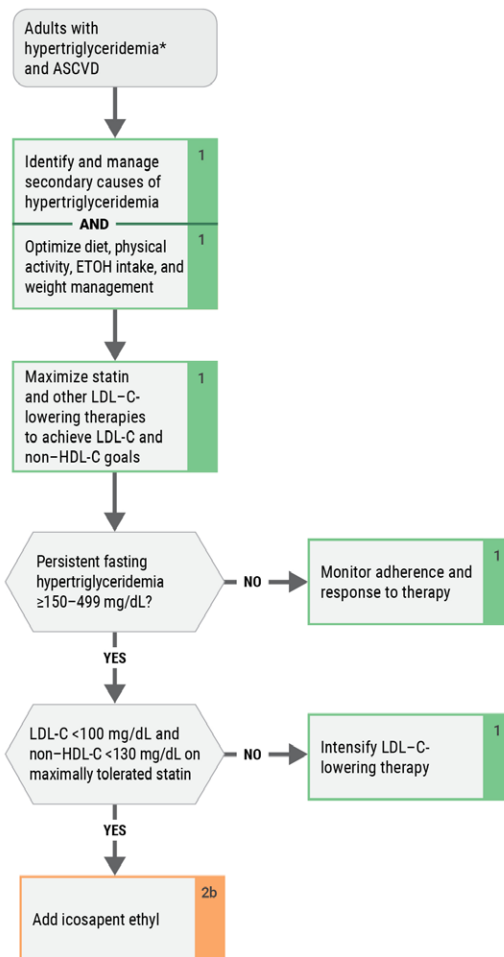 Adults with
hypertriglyceridemia*
and ASCVD
Identify and manage
secondary causes of
hypertriglyceridemia
1
AND
Optimize diet, physical
activity, ETOH intake, and
weight management
1
Maximize statin
and other LDL–C-
lowering therapies
to achieve LDL-C and
non–HDL-C goals
1
Persistent fasting
hypertriglyceridemia
≥150–499 mg/dL?
NO
Monitor adherence and
response to therapy
1
YES
LDL-C <100 mg/dL and
non–HDL-C <130 mg/dL on
maximally tolerated statin
NO
Intensify LDL–C-
lowering therapy
1
YES
Add icosapent ethyl
2b